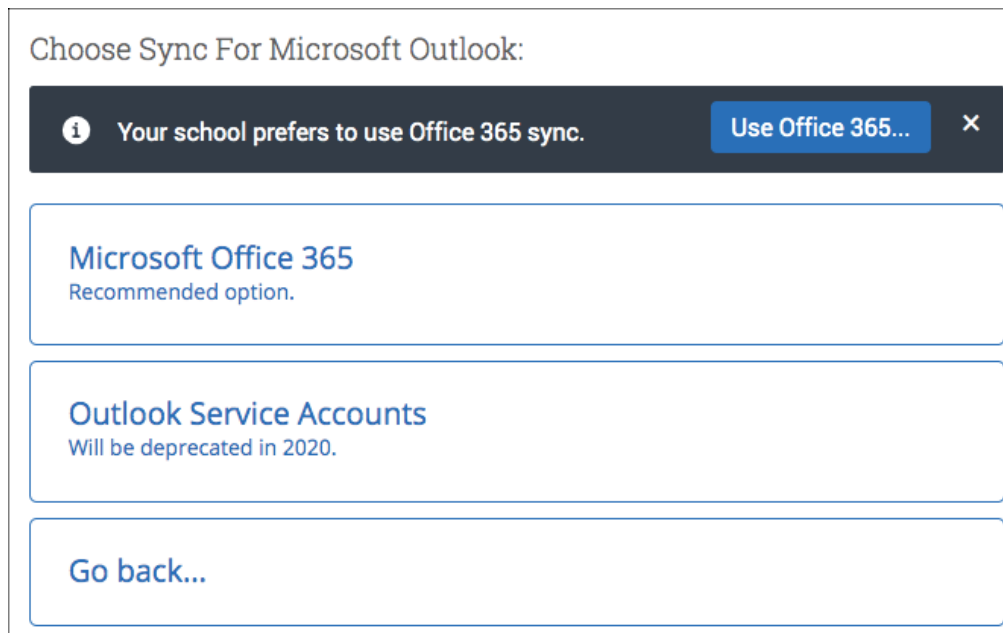 Choose Sync For Microsoft Outlook:
Your school prefers to use Office 365 sync.
Use Office 365...
Microsoft Office 365
Recommended option.
Outlook Service Accounts
Will be deprecated in 2020.
Go back...